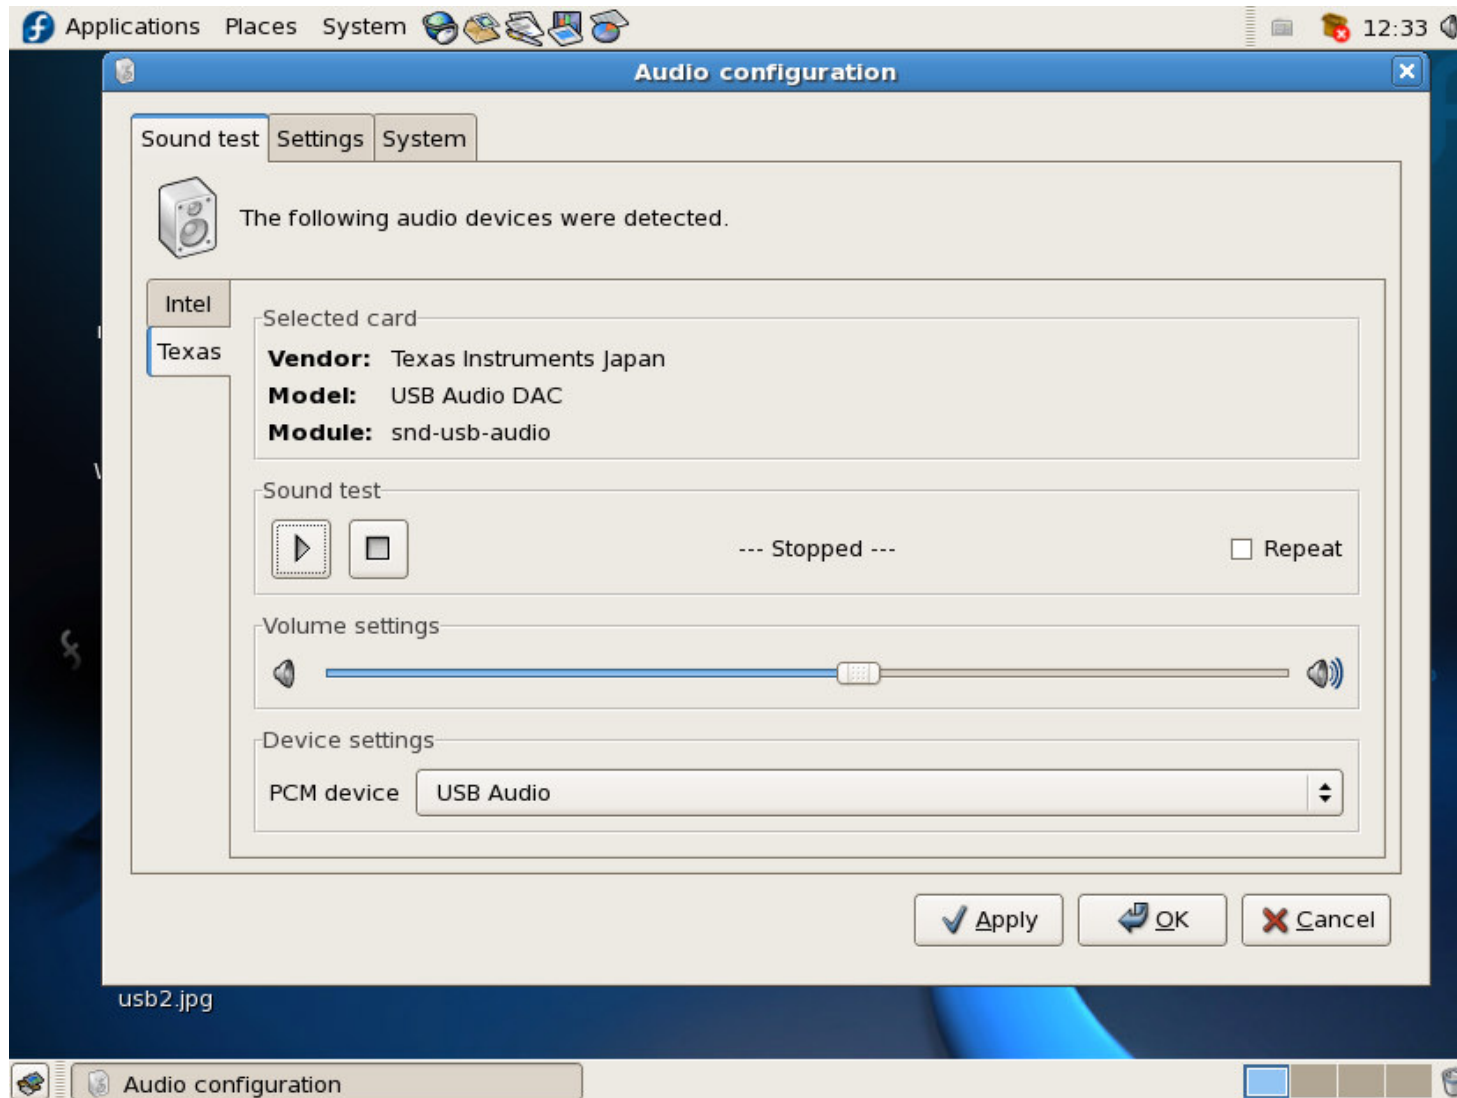 Applications Places System 12:33
Audio configuration
Sound test Settings System
The following audio devices were detected.
Intel
Texas
Selected card
Vendor: Texas Instruments Japan
Model: USB Audio DAC
Module: snd-usb-audio
Sound test
--- Stopped --- Repeat
Volume settings
Device settings
PCM device USB Audio
Apply OK Cancel
usb2.jpg
Audio configuration